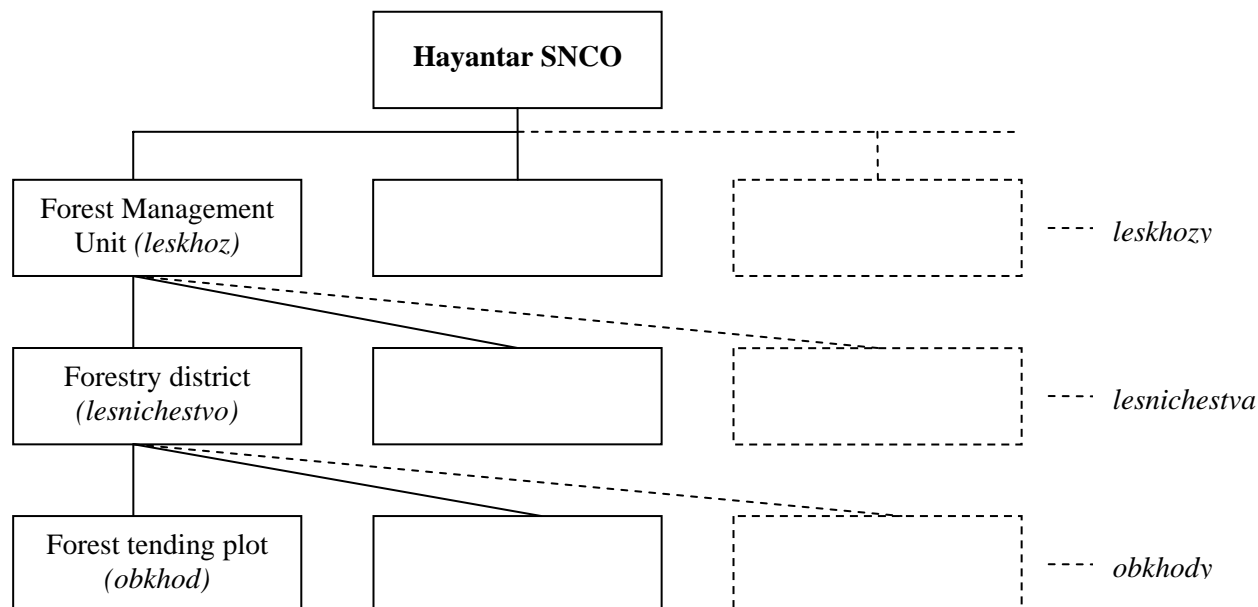 Hayantar SNCO
Forest Management
Unit (leskhoz)
leskhozy
Forestry district
(lesnichestvo)
lesnichestva
Forest tending plot
(obkhod)
obkhody